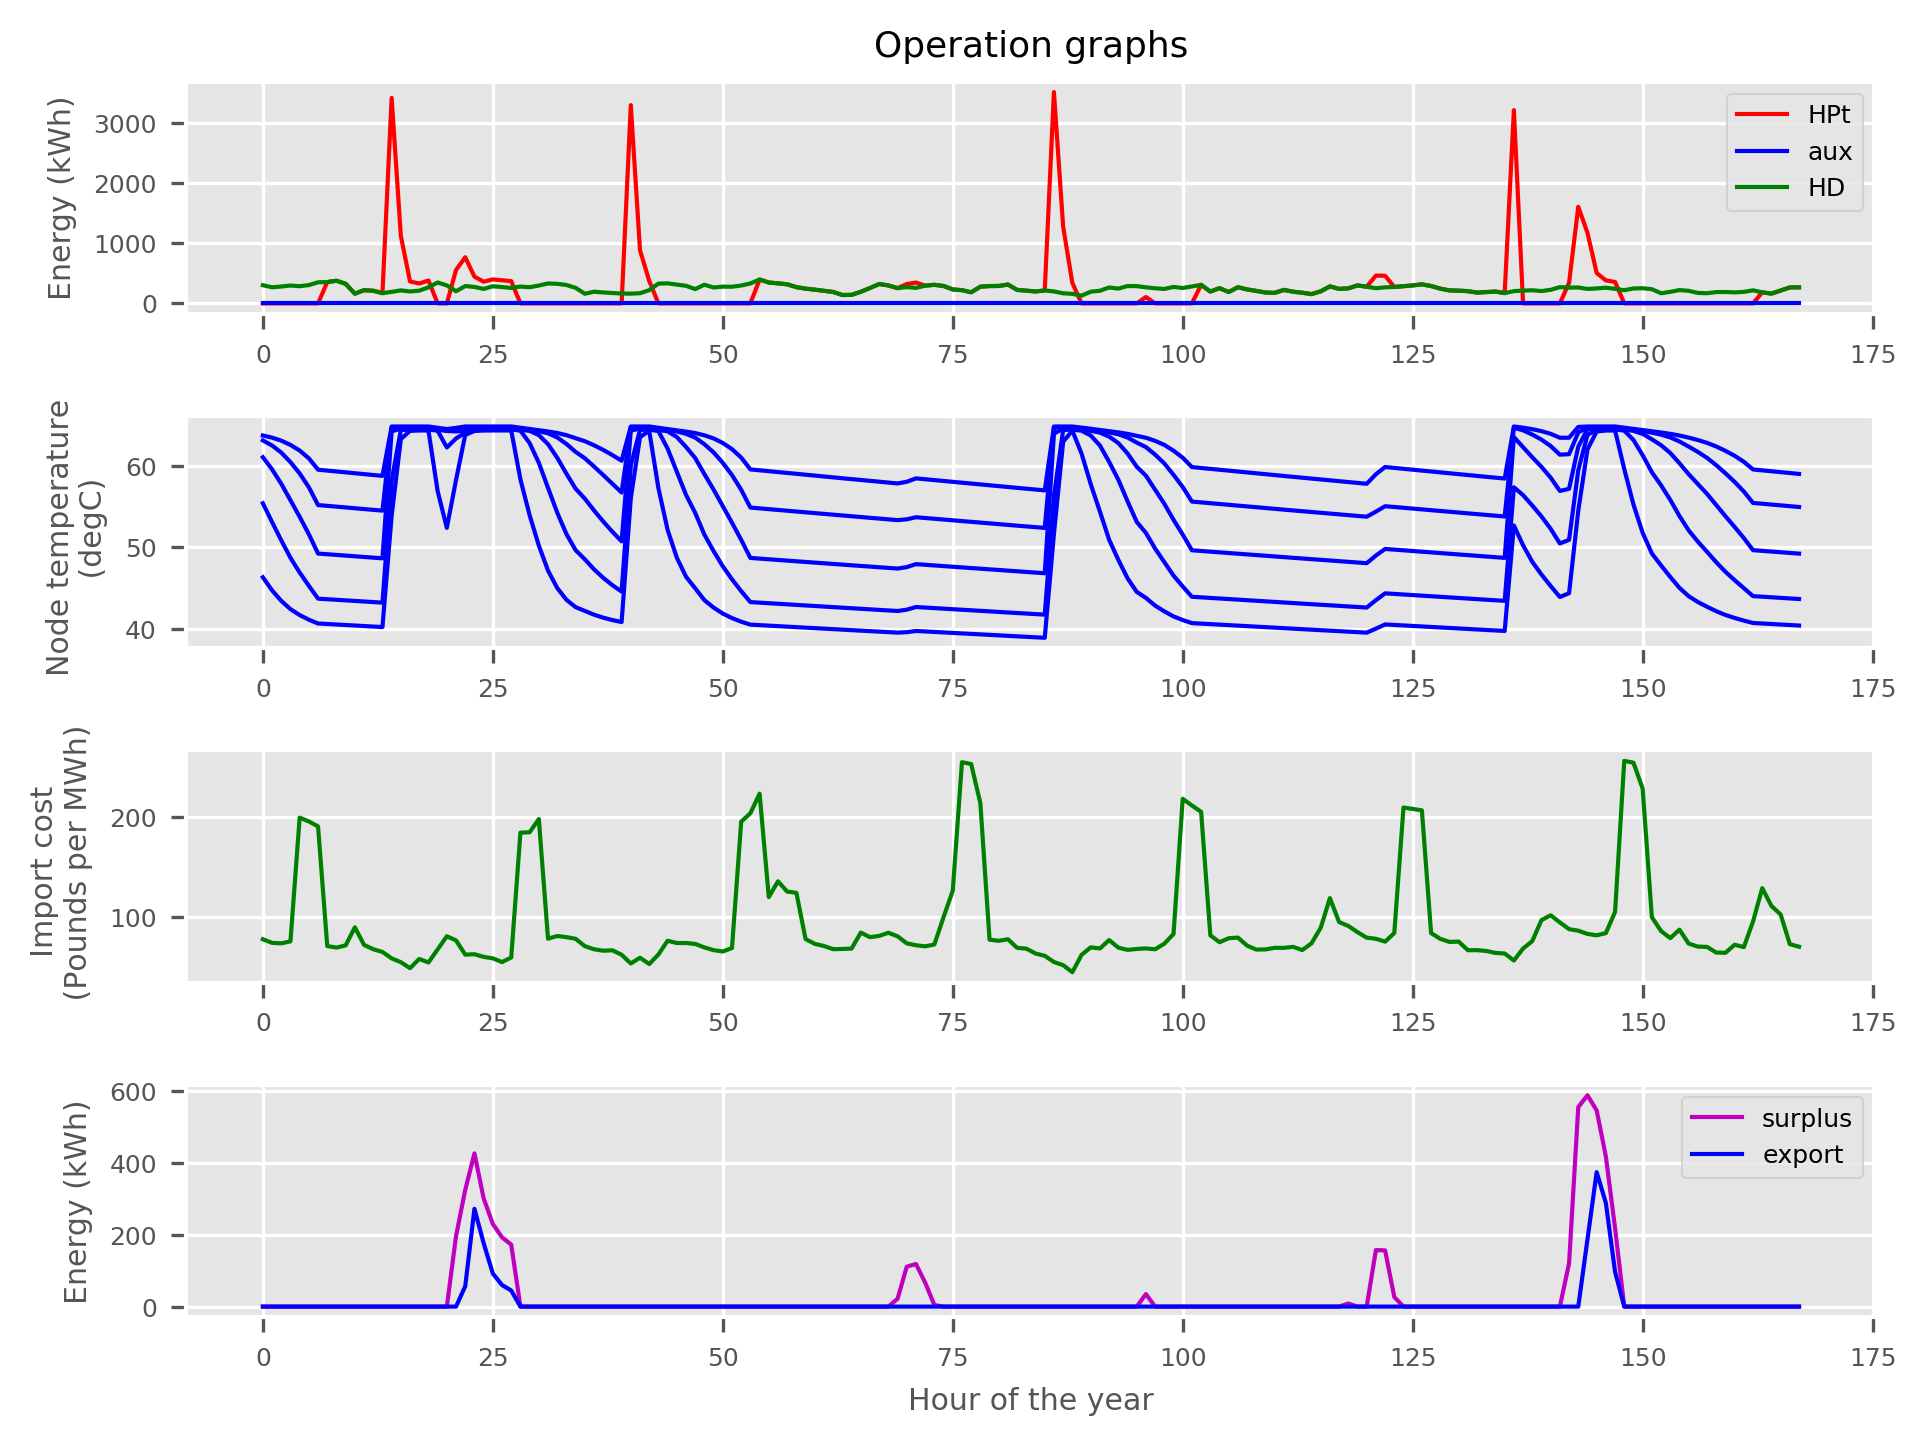 Operation graphs
Energy (kWh)
3000
2000
1000
0
HPt
aux
HD
0 25 50 75 100 125 150 175
Node temperature
(degC)
60
50
40
0 25 50 75 100 125 150 175
Import cost
(Pounds per MWh)
200
100
0 25 50 75 100 125 150 175
Energy (kWh)
600
400
200
0
surplus
export
0 25 50 75 100 125 150 175
Hour of the year